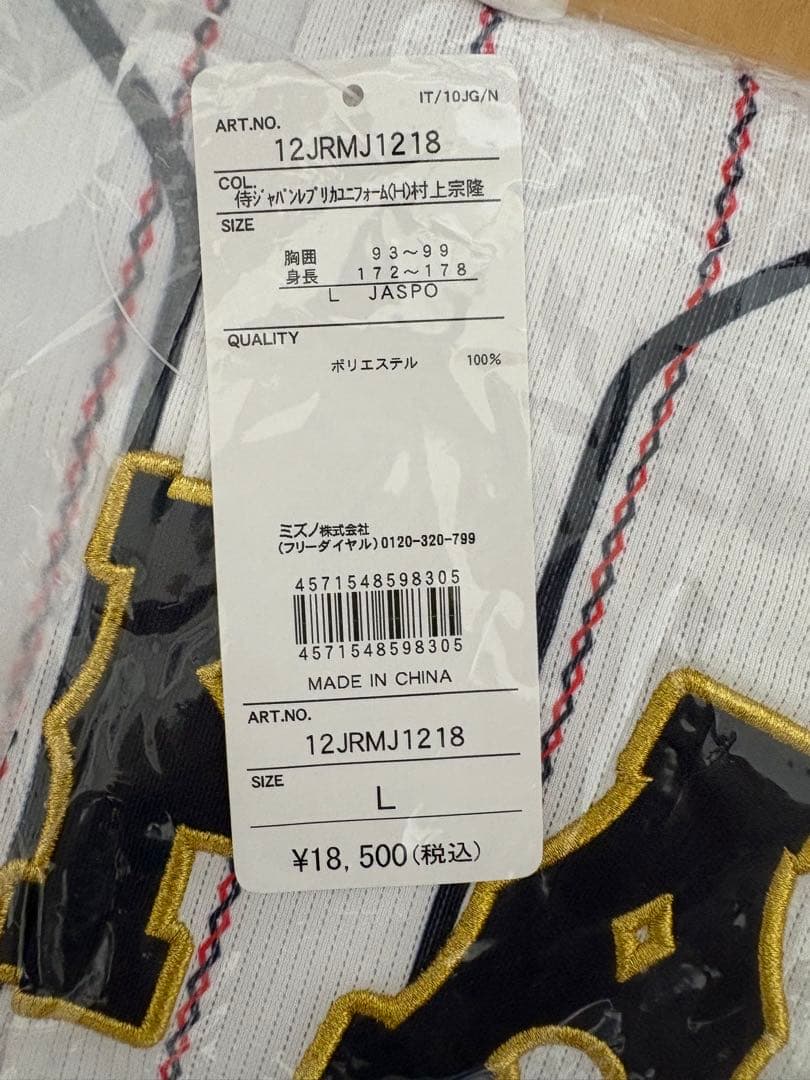 IT/10JG/N
ART.NO.
12JRMJ1218
COL.
侍ｼﾞｬﾊﾟﾝﾚﾌﾟﾘｶﾕﾆﾌｫｰﾑ(H)村上宗隆
SIZE
胸囲 93～99
身長 172～178
L JASPO
QUALITY
ポリエステル 100%
ミズノ株式会社
(フリーダイヤル)0120-320-799
4571548598305
4571548598305
MADE IN CHINA
ART.NO.
12JRMJ1218
SIZE
L
¥18,500(税込)